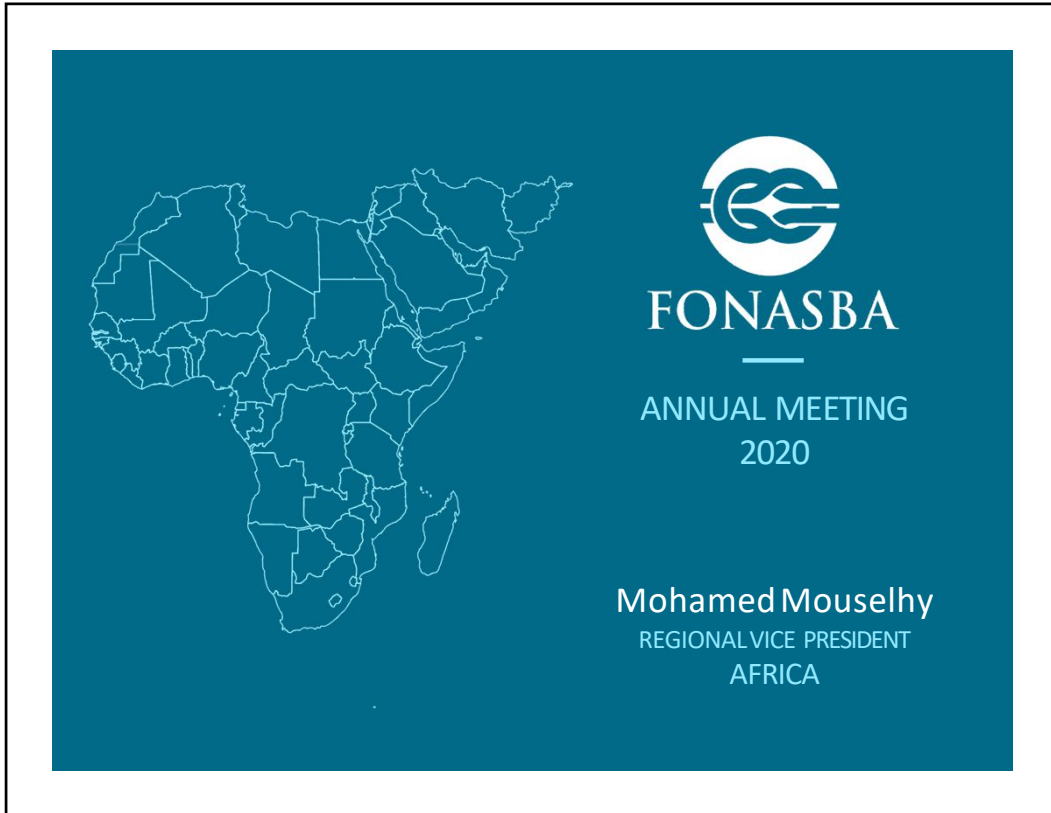 FONASBA
ANNUAL MEETING
2020
Mohamed Mouselhy
REGIONAL VICE PRESIDENT
AFRICA